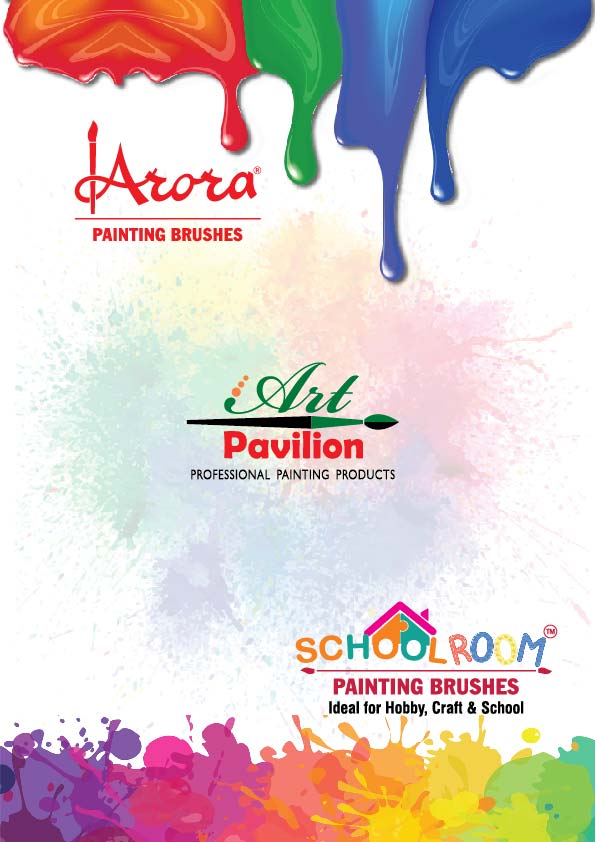 Arora®
PAINTING BRUSHES
Art
Pavilion
PROFESSIONAL PAINTING PRODUCTS
SCHOOLROOM™
PAINTING BRUSHES
Ideal for Hobby, Craft & School